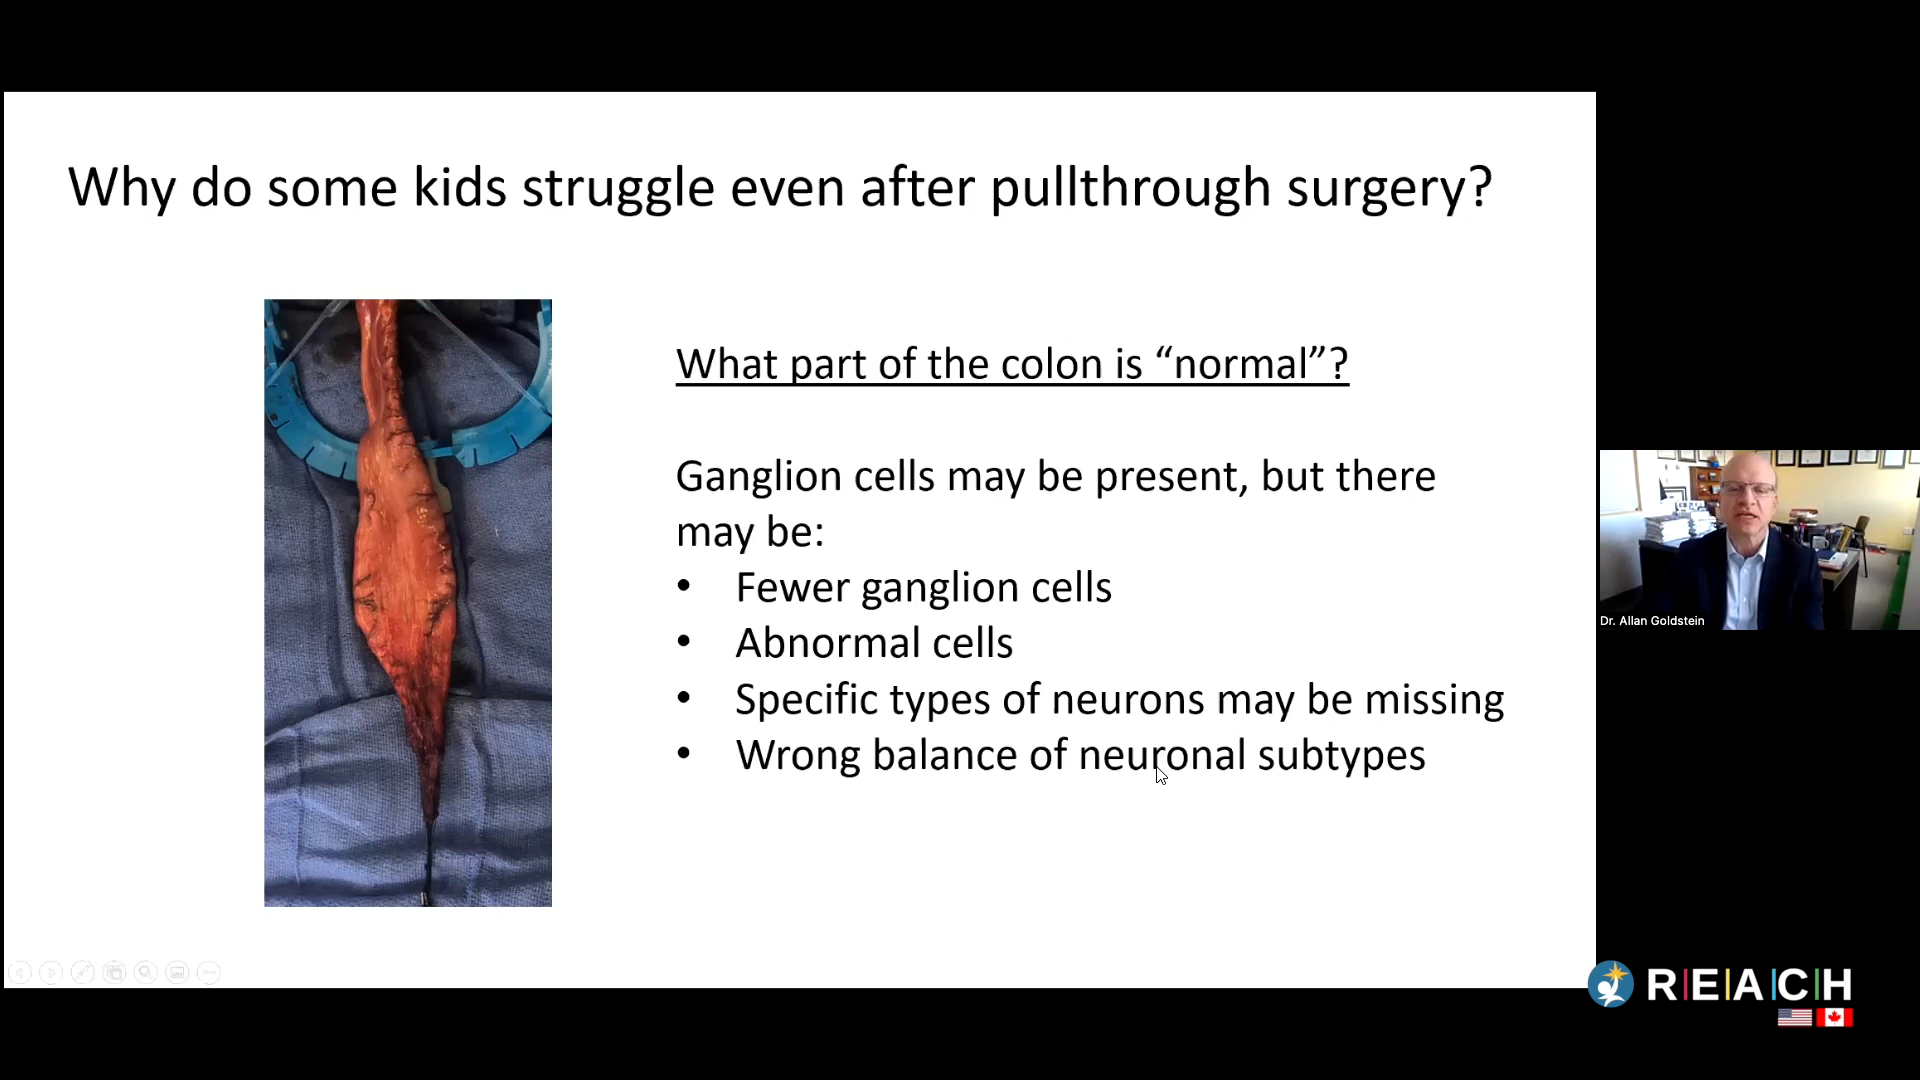 Why do some kids struggle even after pullthrough surgery?
What part of the colon is “normal”?
Ganglion cells may be present, but there
may be:
• Fewer ganglion cells
• Abnormal cells
• Specific types of neurons may be missing
• Wrong balance of neuronal subtypes
Dr. Allan Goldstein
R|E|A|C|H